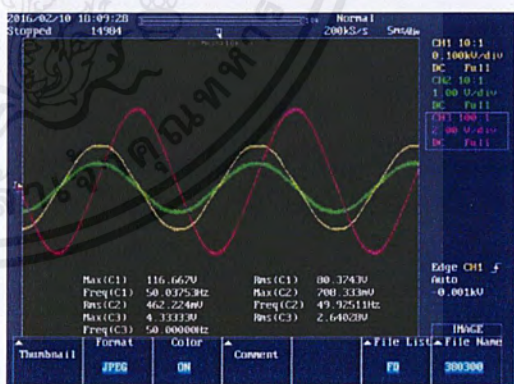 2016/02/10 18:09:28
Normal
Stopped 14984 200kS/s 5ms/div
CH1 10:1
0.100kV/div
DC Full
CH2 10:1
1.00 V/div
DC Full
CH3 100:1
2.00 V/div
DC Full
Max(C1) 116.667V Rms(C1) 80.3743V
Freq(C1) 50.03753Hz Max(C2) 708.333mV
Rms(C2) 462.224mV Freq(C2) 49.92511Hz
Max(C3) 4.33333V Rms(C3) 2.64028V
Freq(C3) 50.00000Hz
Edge CH1
Auto
-0.001kV
IMAGE
Thumbnail Format Color Comment File List File Name
JPEG ON FD 380300